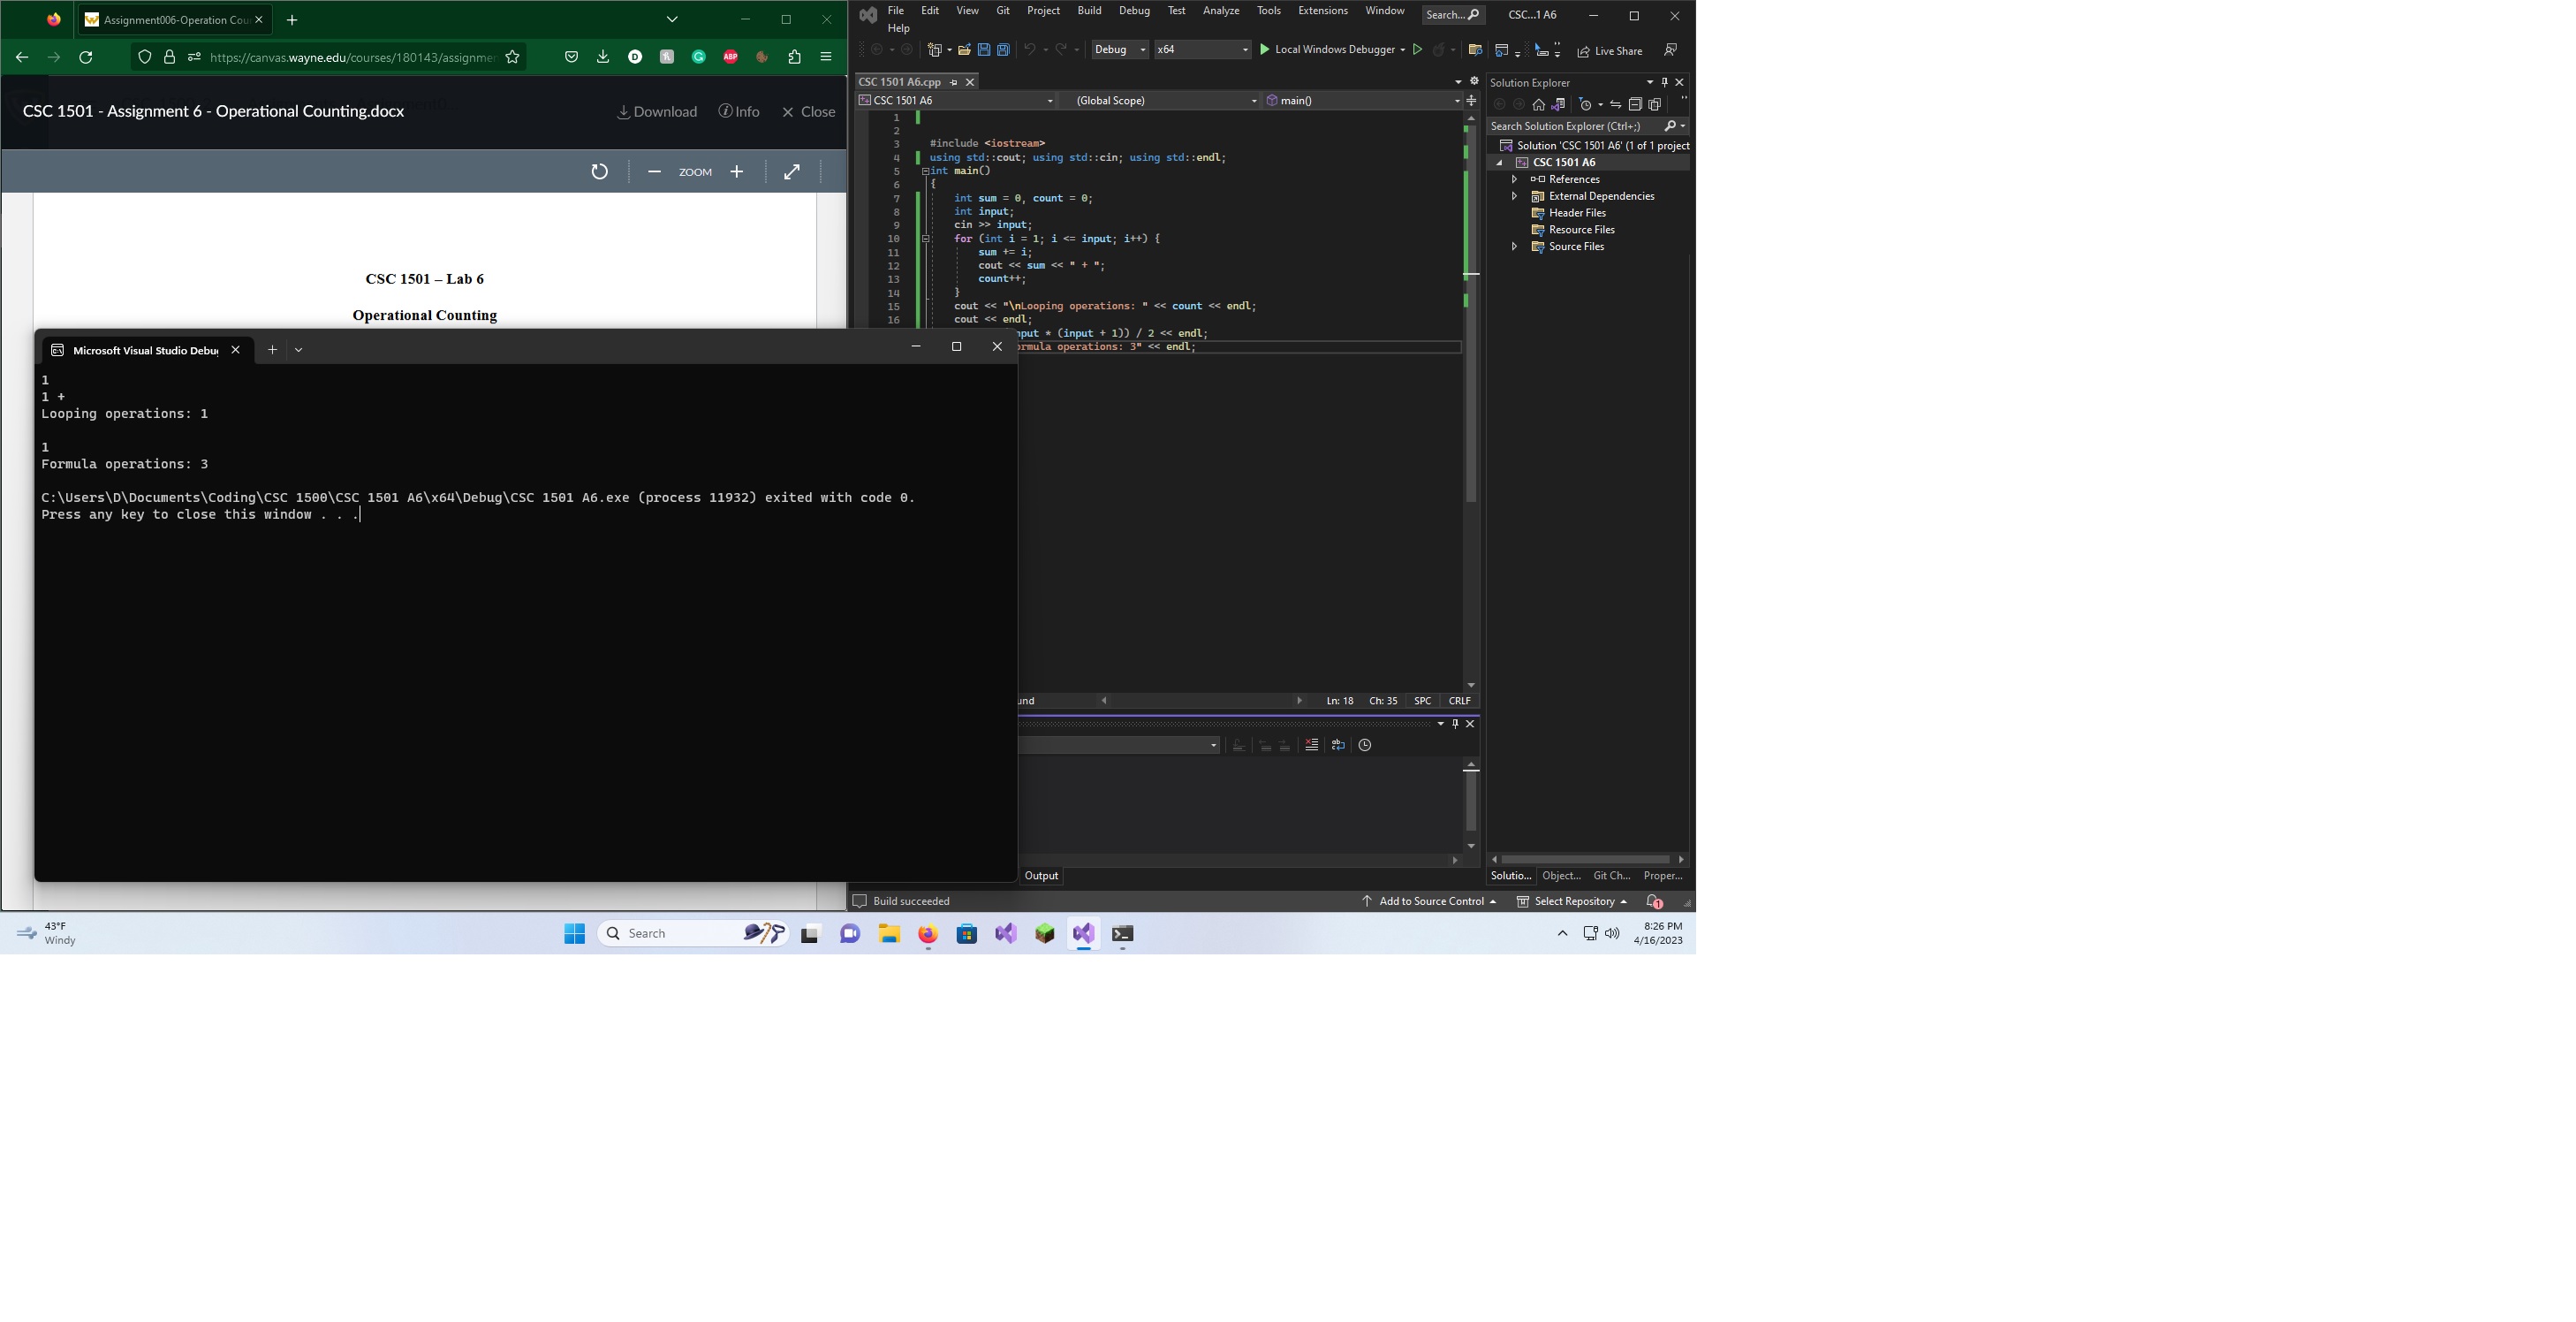 Assignment006-Operation Cou
https://canvas.wayne.edu/courses/180143/assignmen
CSC 1501 - Assignment 6 - Operational Counting.docx
Download
Info
Close
ZOOM
CSC 1501 – Lab 6
Operational Counting
Microsoft Visual Studio Debug
1
1 +
Looping operations: 1
1
Formula operations: 3
C:\Users\D\Documents\Coding\CSC 1500\CSC 1501 A6\x64\Debug\CSC 1501 A6.exe (process 11932) exited with code 0.
Press any key to close this window . . .
File Edit View Git Project Build Debug Test Analyze Tools Extensions Window
Help
Search...
CSC...1 A6
Debug
x64
Local Windows Debugger
Live Share
CSC 1501 A6.cpp
CSC 1501 A6
(Global Scope)
main()
1
2
3 #include <iostream>
4 using std::cout; using std::cin; using std::endl;
5 int main()
6 {
7 int sum = 0, count = 0;
8 int input;
9 cin >> input;
10 for (int i = 1; i <= input; i++) {
11 sum += i;
12 cout << sum << " + ";
13 count++;
14 }
15 cout << "\nLooping operations: " << count << endl;
16 cout << endl;
nput * (input + 1)) / 2 << endl;
ormula operations: 3" << endl;
und
Ln: 18 Ch: 35 SPC CRLF
Output
Solution Explorer
Search Solution Explorer (Ctrl+;)
Solution 'CSC 1501 A6' (1 of 1 project
CSC 1501 A6
References
External Dependencies
Header Files
Resource Files
Source Files
Solutio... Object... Git Ch... Proper...
Build succeeded
Add to Source Control
Select Repository
1
43°F
Windy
Search
8:26 PM
4/16/2023